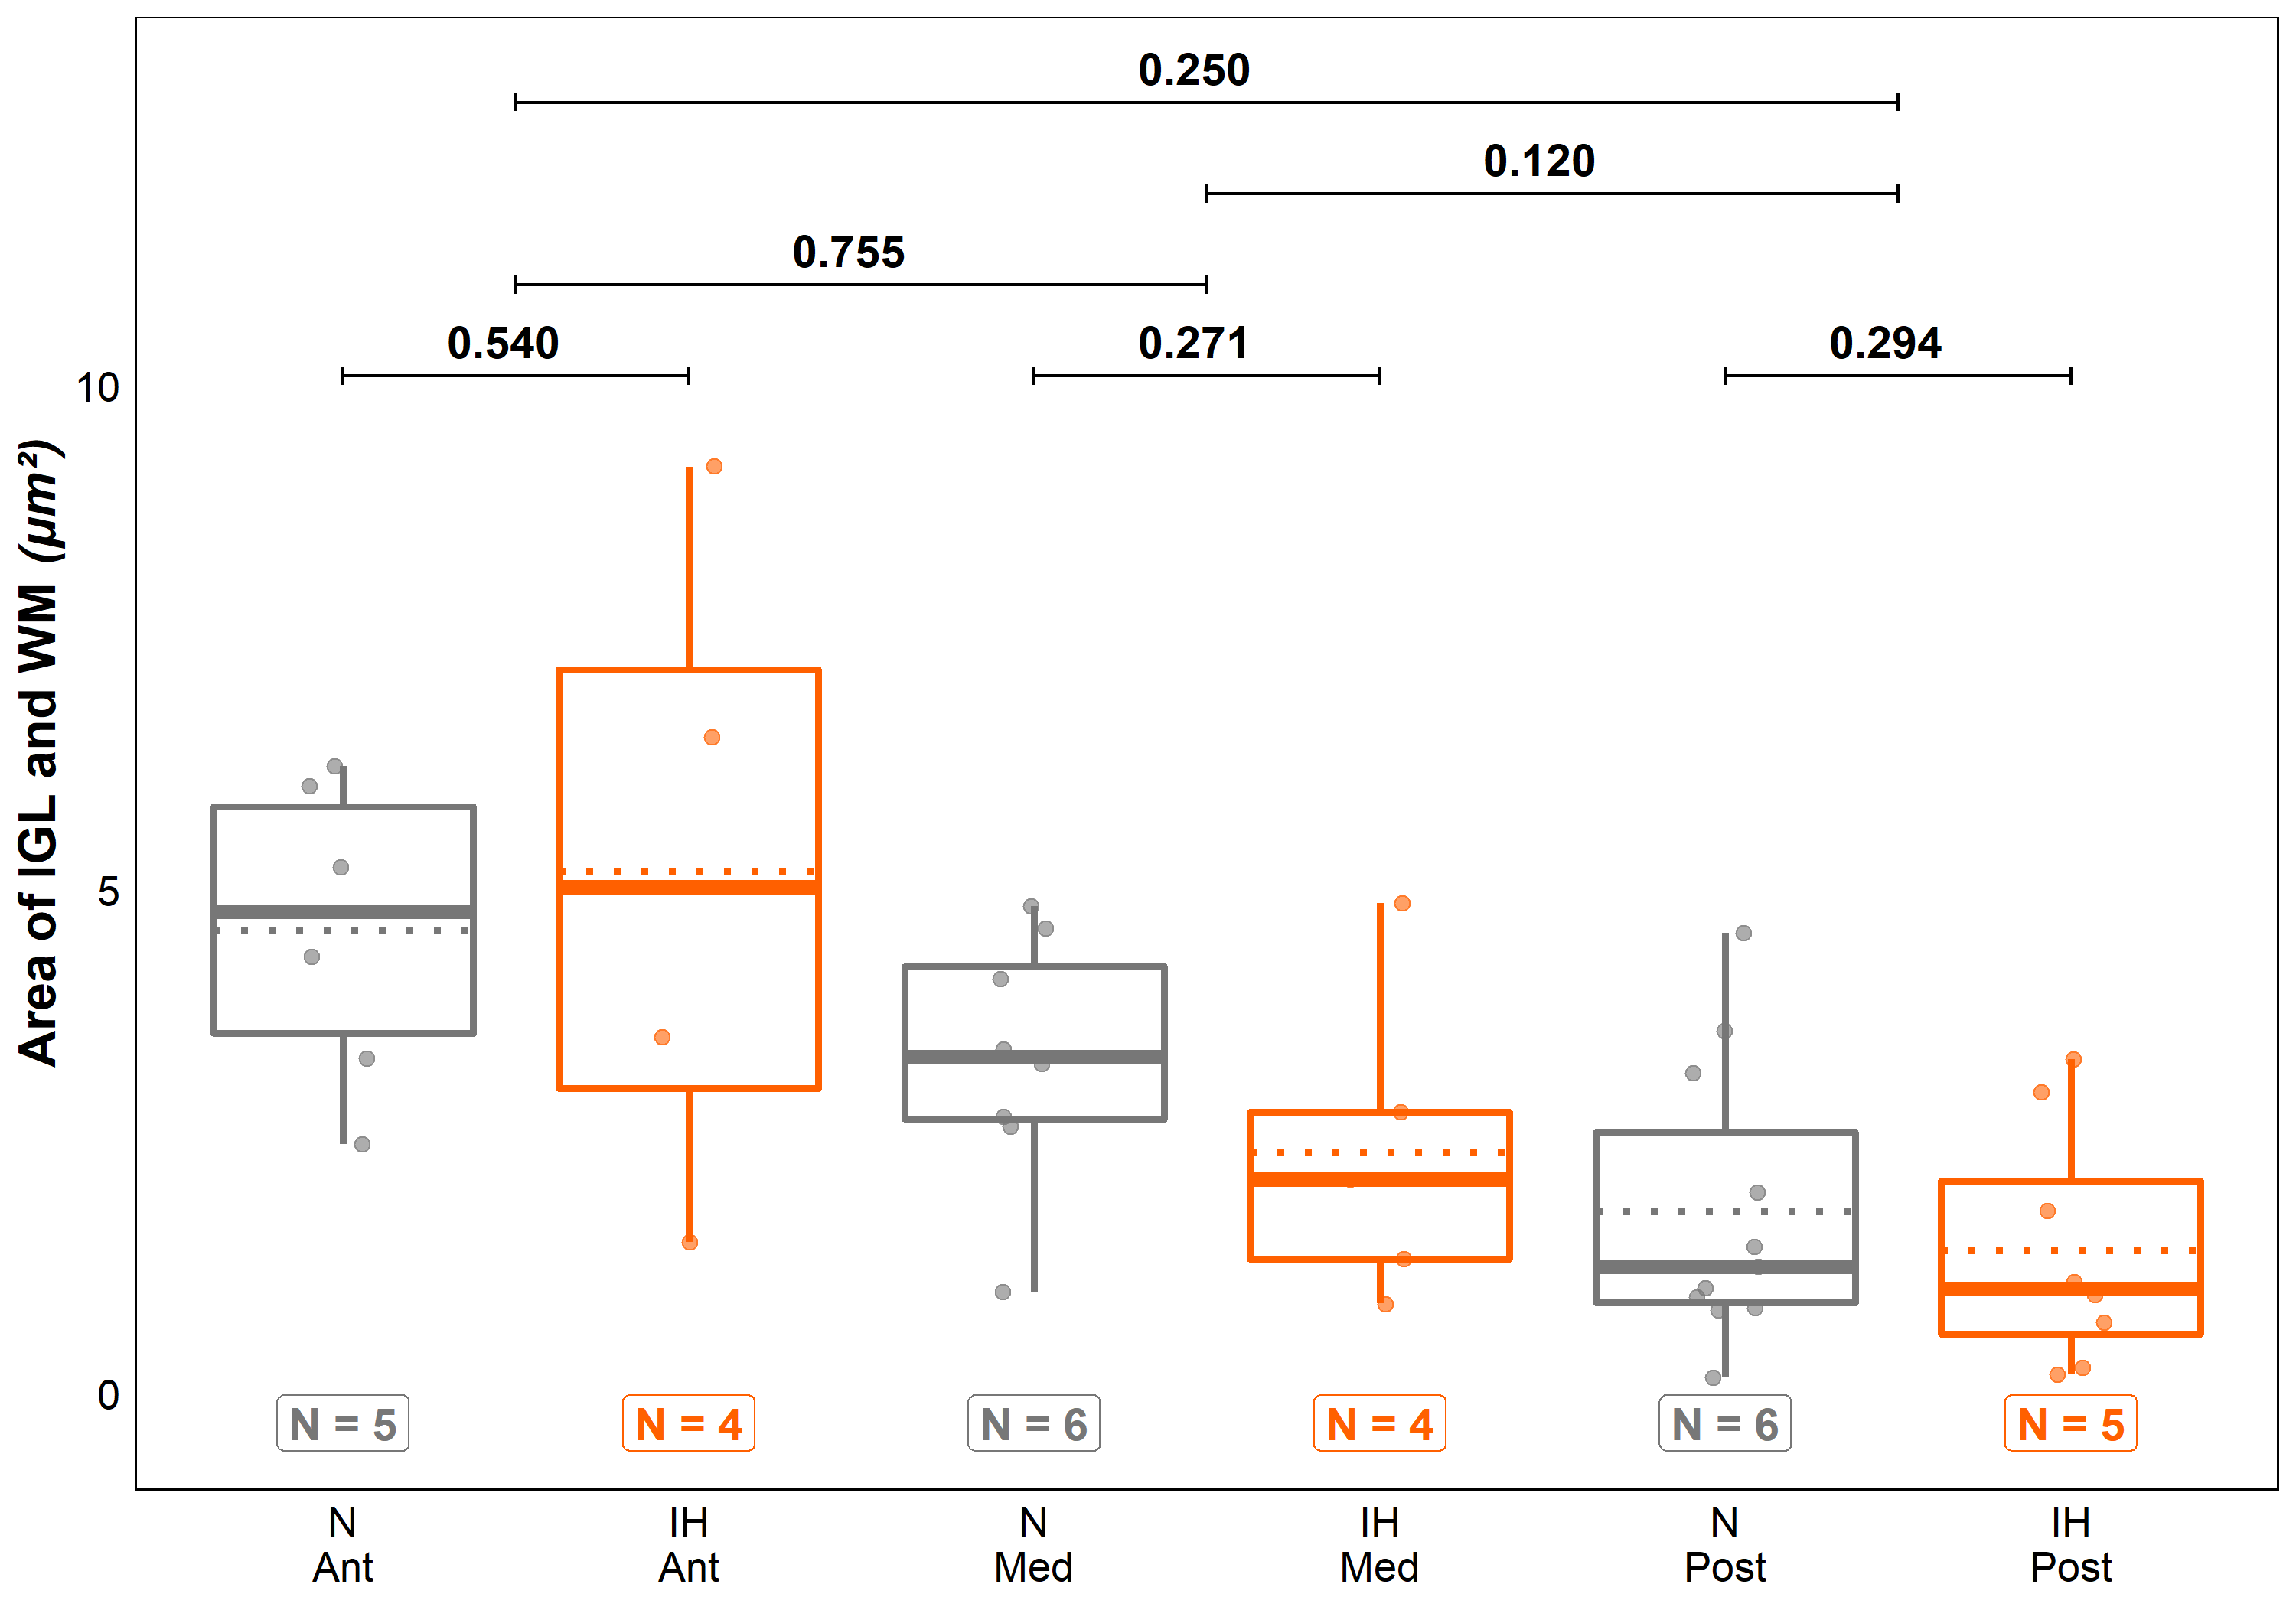 0.250
0.120
0.755
0.540
0.271
0.294
10
5
0
Area of IGL and WM (µm²)
N = 5
N = 4
N = 6
N = 4
N = 6
N = 5
N
Ant
IH
Ant
N
Med
IH
Med
N
Post
IH
Post